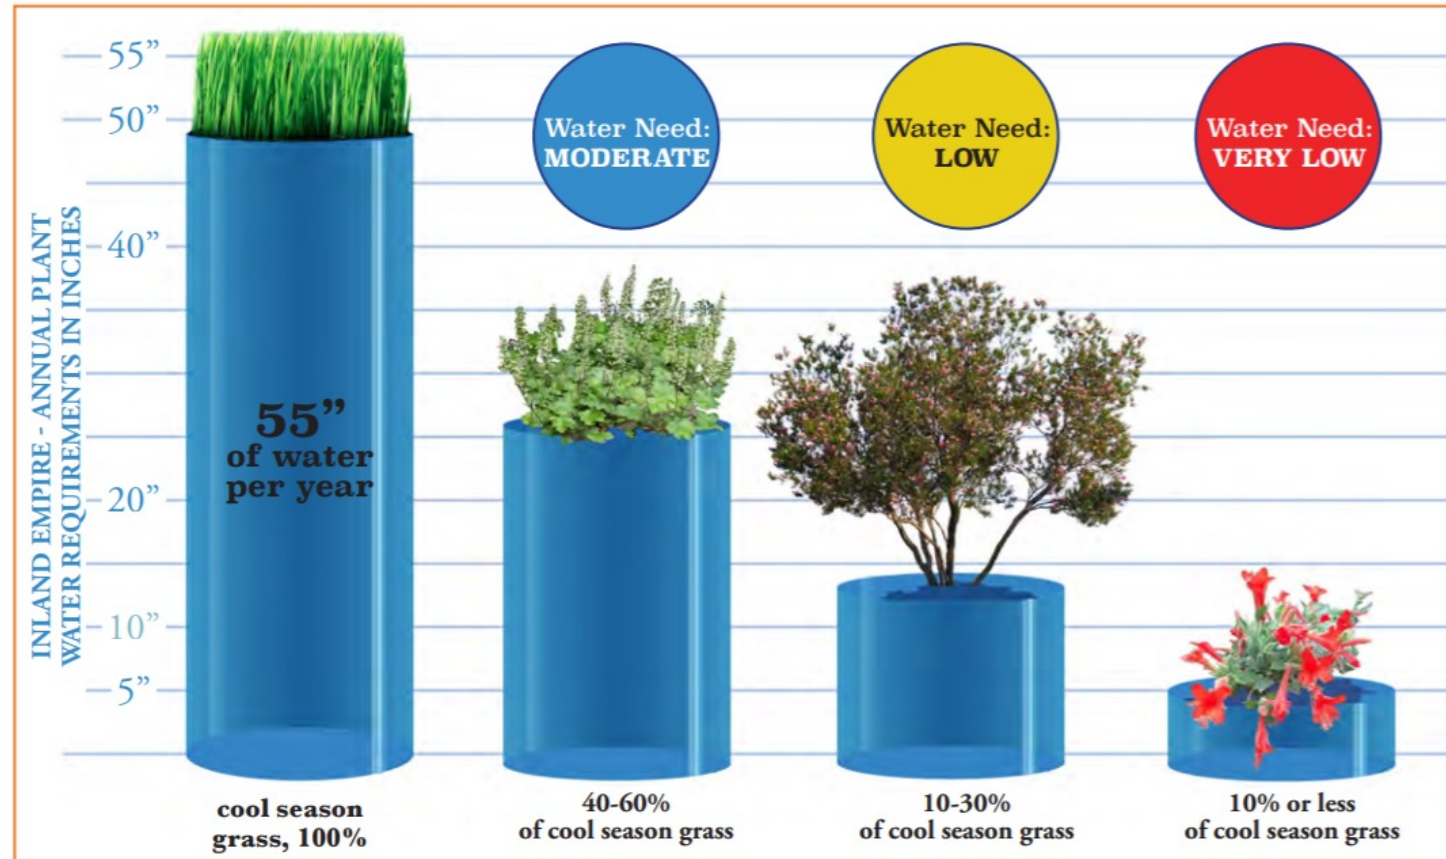 INLAND EMPIRE - ANNUAL PLANT
WATER REQUIREMENTS IN INCHES
55”
50”
40”
20”
10”
5”
55”
of water
per year
Water Need:
MODERATE
Water Need:
LOW
Water Need:
VERY LOW
cool season
grass, 100%
40-60%
of cool season grass
10-30%
of cool season grass
10% or less
of cool season grass